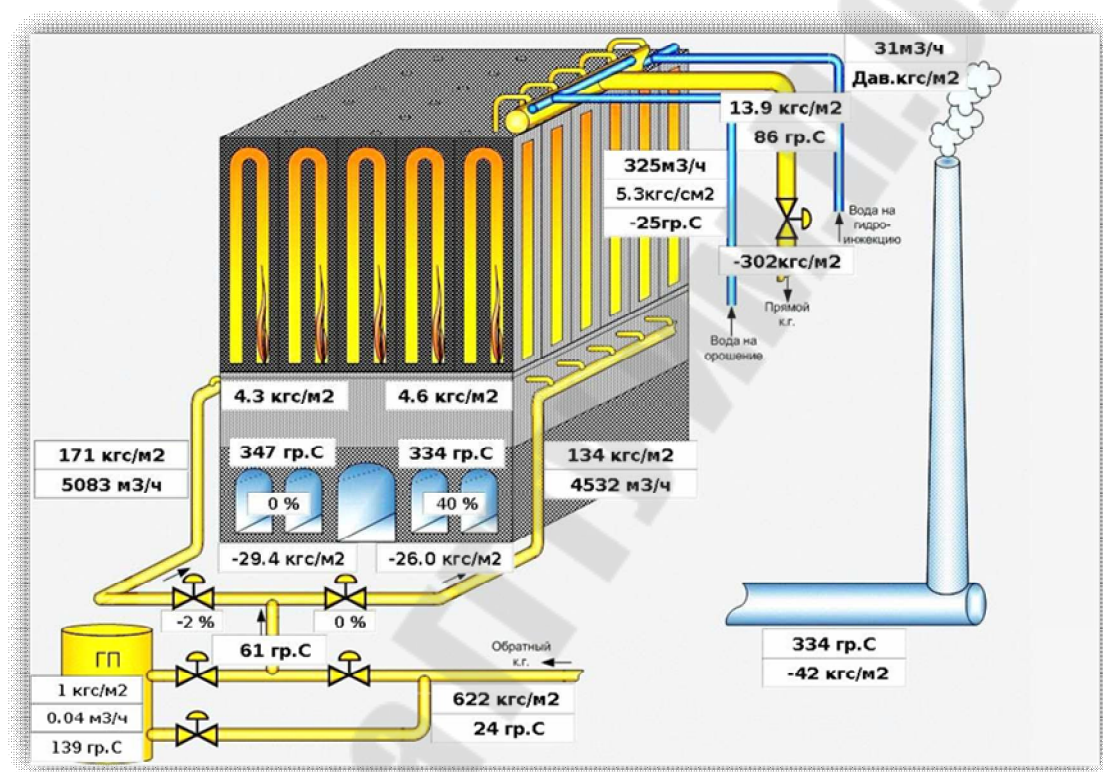 31м3/ч
Дав.кгс/м2
13.9 кгс/м2
86 гр.С
325м3/ч
5.3кгс/см2
-25гр.С
Вода на
гидро-
инжекцию
-302кгс/м2
Прямой
к.г.
Вода на
орошение
4.3 кгс/м2
4.6 кгс/м2
347 гр.С
334 гр.С
171 кгс/м2
5083 м3/ч
134 кгс/м2
4532 м3/ч
0 %
40 %
-29.4 кгс/м2
-26.0 кгс/м2
-2 %
0 %
61 гр.С
Обратный
к.г.
ГП
1 кгс/м2
0.04 м3/ч
139 гр.С
622 кгс/м2
24 гр.С
334 гр.С
-42 кгс/м2